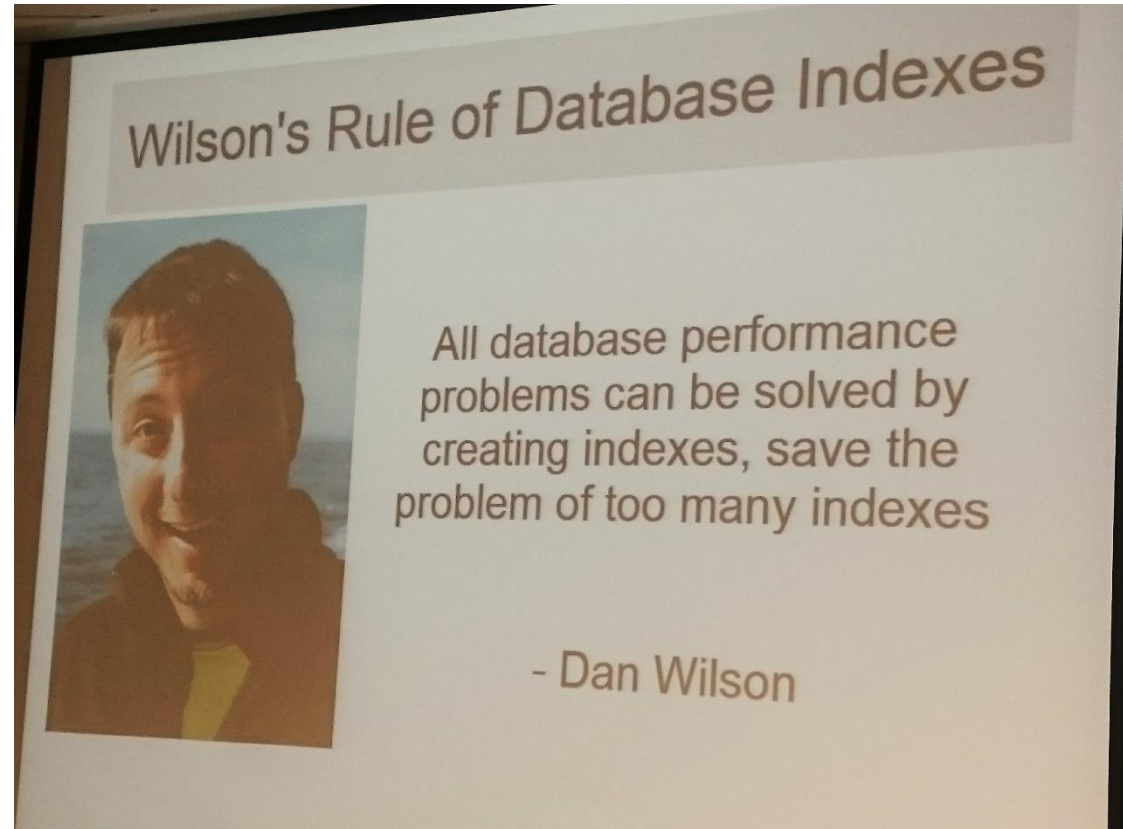 Wilson's Rule of Database Indexes
All database performance
problems can be solved by
creating indexes, save the
problem of too many indexes
- Dan Wilson